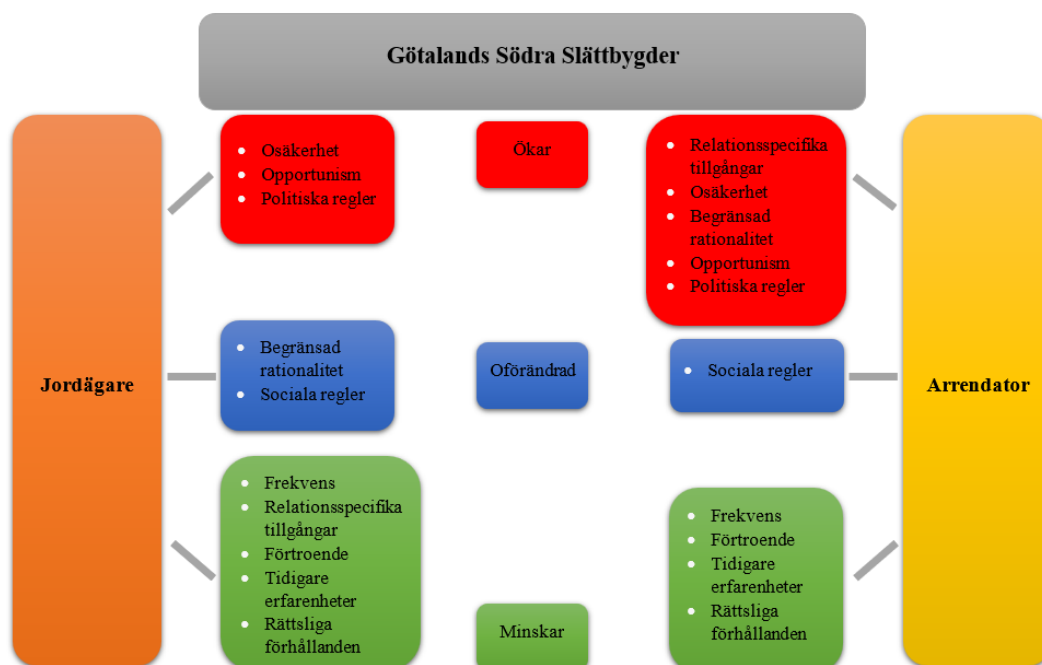 Götalands Södra Slättbygder
Jordägare
• Osäkerhet
• Opportunism
• Politiska regler
Ökar
• Relationsspecifika
tillgångar
• Osäkerhet
• Begränsad
rationalitet
• Opportunism
• Politiska regler
• Begränsad
rationalitet
• Sociala regler
Oförändrad
• Sociala regler
Arrendator
• Frekvens
• Relationsspecifika
tillgångar
• Förtroende
• Tidigare
erfarenheter
• Rättsliga
förhållanden
Minskar
• Frekvens
• Förtroende
• Tidigare
erfarenheter
• Rättsliga
förhållanden